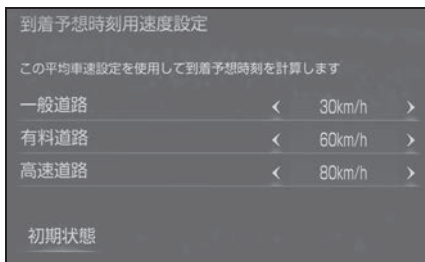 到着予想時刻用速度設定
この平均車速設定を使用して到着予想時刻を計算します
一般道路 < 30km/h >
有料道路 < 60km/h >
高速道路 < 80km/h >
初期状態